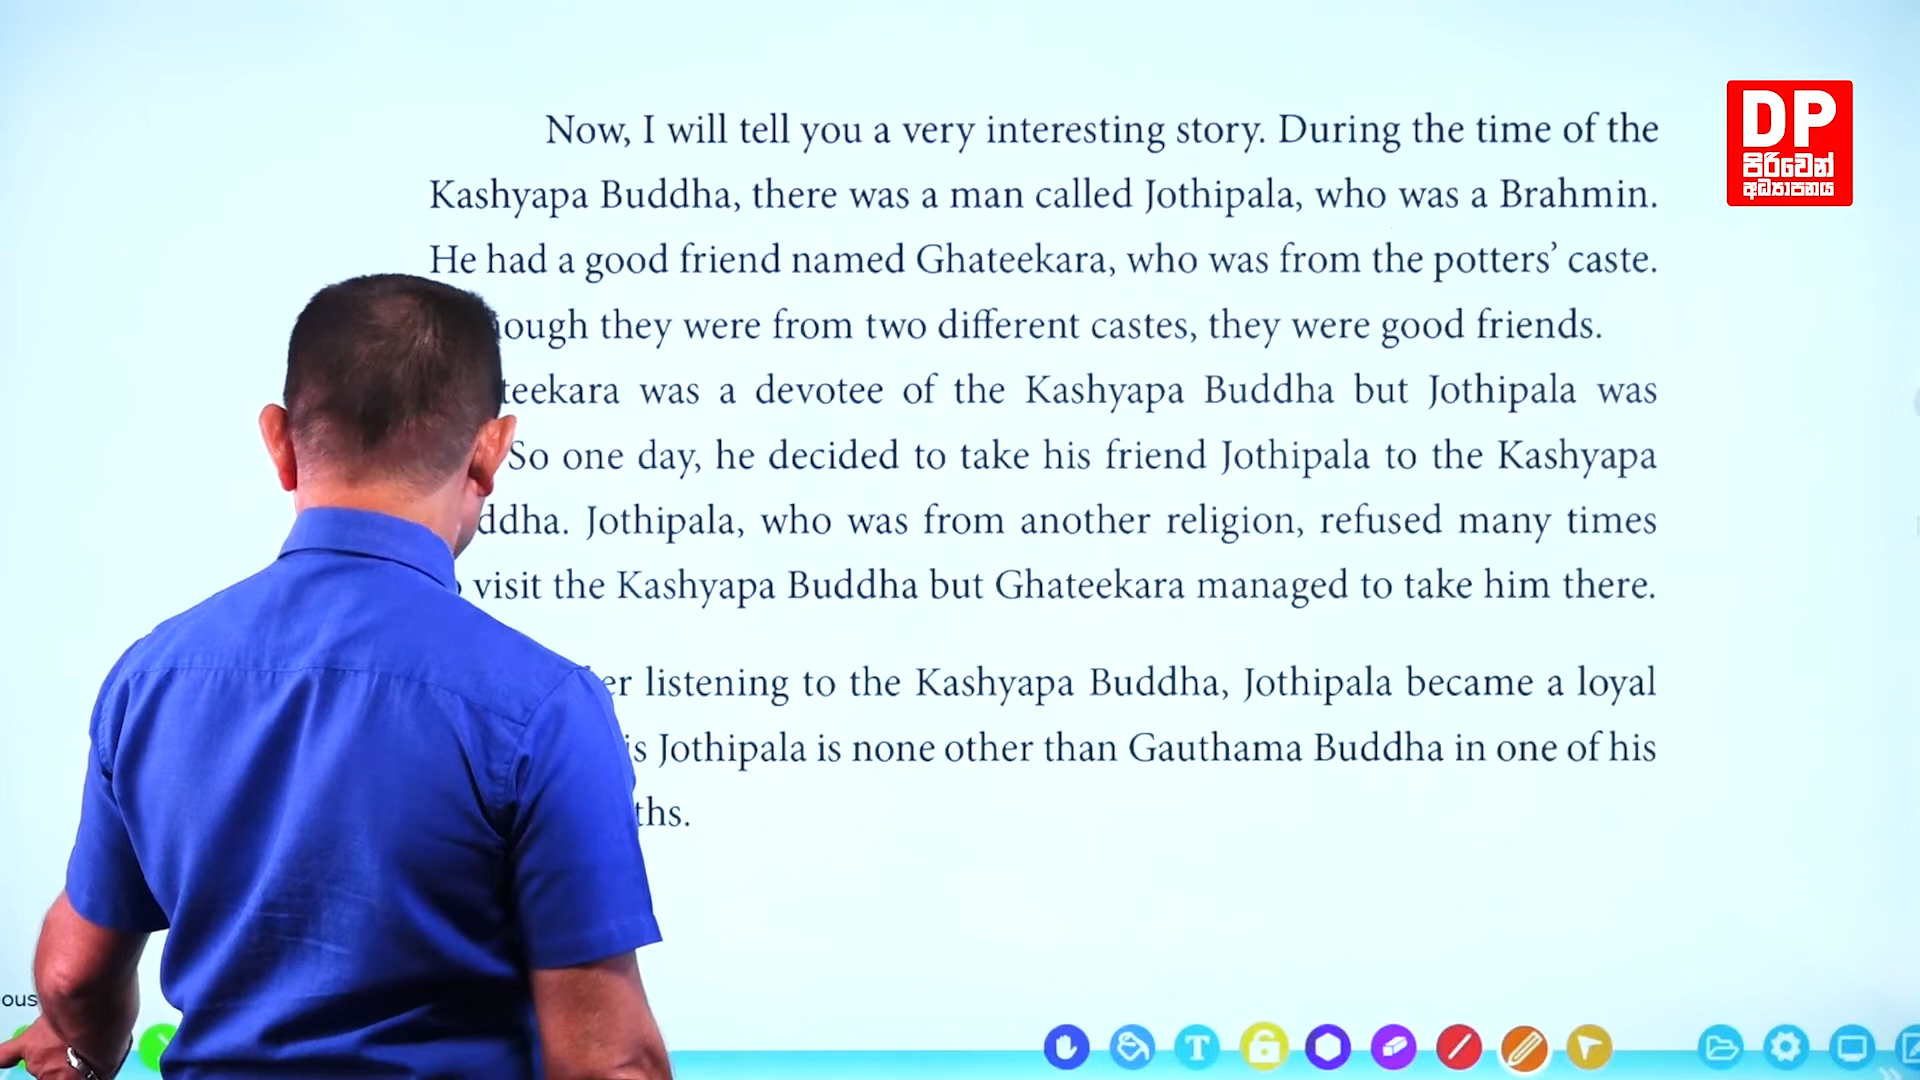 Now, I will tell you a very interesting story. During the time of the
Kashyapa Buddha, there was a man called Jothipala, who was a Brahmin.
He had a good friend named Ghateekara, who was from the potters’ caste.
ough they were from two different castes, they were good friends.
teekara was a devotee of the Kashyapa Buddha but Jothipala was
So one day, he decided to take his friend Jothipala to the Kashyapa
ddha. Jothipala, who was from another religion, refused many times
visit the Kashyapa Buddha but Ghateekara managed to take him there.
er listening to the Kashyapa Buddha, Jothipala became a loyal
is Jothipala is none other than Gauthama Buddha in one of his
ths.
DP
පිරිවෙන්
අධ්‍යාපනය
ous
T